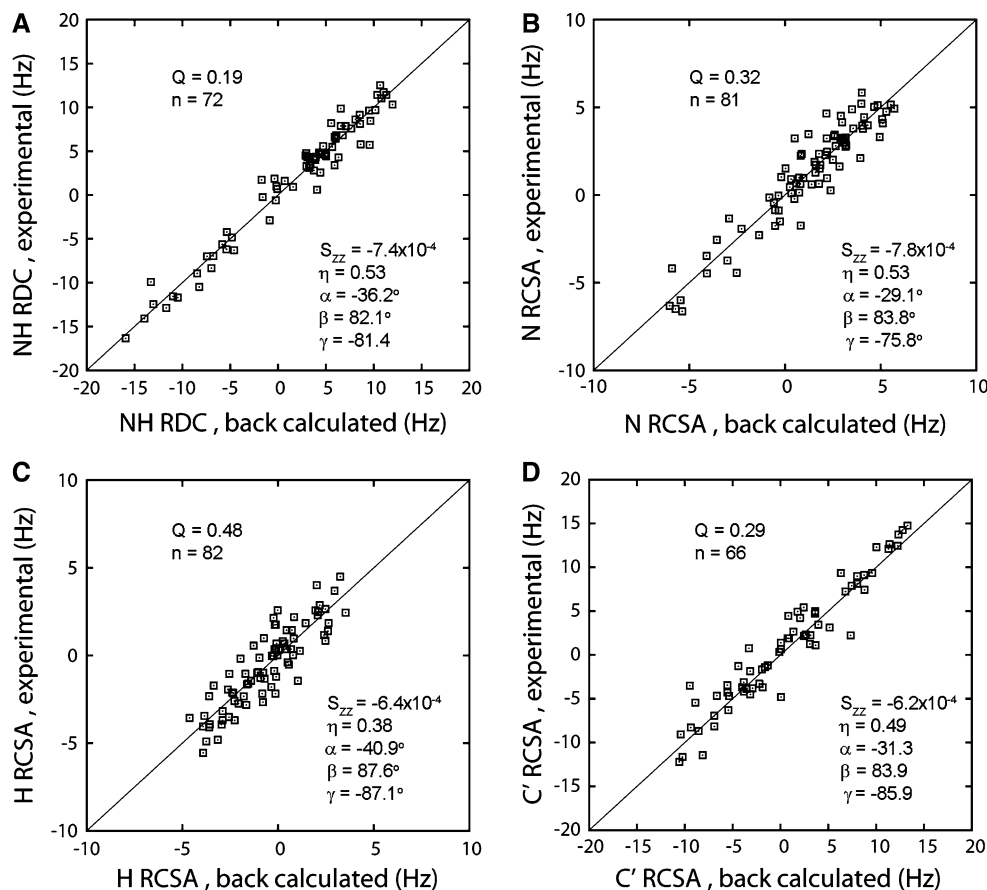 A
20
15
10
5
0
-5
-10
-15
-20
NH RDC , experimental (Hz)
Q = 0.19
n = 72
S_zz = -7.4x10⁻⁴
η = 0.53
α = -36.2°
β = 82.1°
γ = -81.4
-20 -15 -10 -5 0 5 10 15 20
NH RDC , back calculated (Hz)
B
10
5
0
-5
-10
N RCSA , experimental (Hz)
Q = 0.32
n = 81
S_zz = -7.8x10⁻⁴
η = 0.53
α = -29.1°
β = 83.8°
γ = -75.8°
-10 -5 0 5 10
N RCSA , back calculated (Hz)
C
10
5
0
-5
-10
H RCSA , experimental (Hz)
Q = 0.48
n = 82
S_zz = -6.4x10⁻⁴
η = 0.38
α = -40.9°
β = 87.6°
γ = -87.1°
-10 -5 0 5 10
H RCSA , back calculated (Hz)
D
20
15
10
5
0
-5
-10
-15
-20
C′ RCSA , experimental (Hz)
Q = 0.29
n = 66
S_zz = -6.2x10⁻⁴
η = 0.49
α = -31.3
β = 83.9
γ = -85.9
-20 -15 -10 -5 0 5 10 15 20
C′ RCSA , back calculated (Hz)